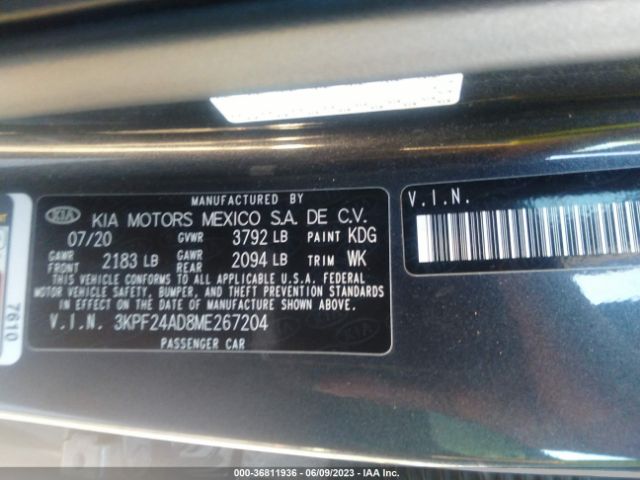 MANUFACTURED BY
KIA KIA MOTORS MEXICO S.A. DE C.V.
07/20 GVWR 3792 LB PAINT KDG
GAWR FRONT 2183 LB GAWR REAR 2094 LB TRIM WK
THIS VEHICLE CONFORMS TO ALL APPLICABLE U.S.A. FEDERAL
MOTOR VEHICLE SAFETY, BUMPER, AND THEFT PREVENTION STANDARDS
IN EFFECT ON THE DATE OF MANUFACTURE SHOWN ABOVE.
V.I.N. 3KPF24AD8ME267204
PASSENGER CAR
V.I.N.
7610
000-36811936 - 06/09/2023 - IAA Inc.